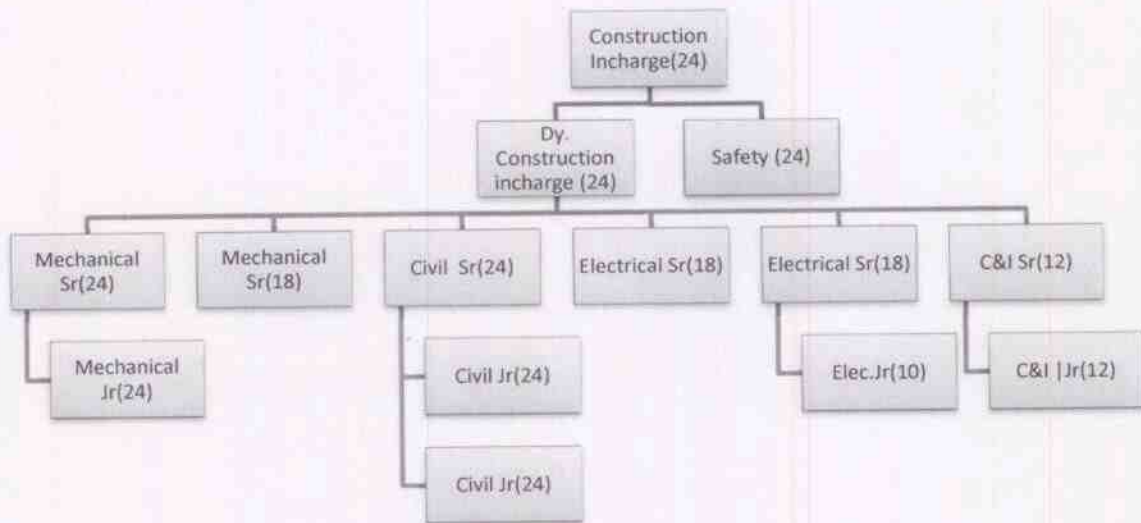 Construction
Incharge(24)
Dy.
Construction
incharge (24)
Safety (24)
Mechanical
Sr(24)
Mechanical
Sr(18)
Civil Sr(24)
Electrical Sr(18)
Electrical Sr(18)
C&I Sr(12)
Mechanical
Jr(24)
Civil Jr(24)
Elec.Jr(10)
C&I |Jr(12)
Civil Jr(24)